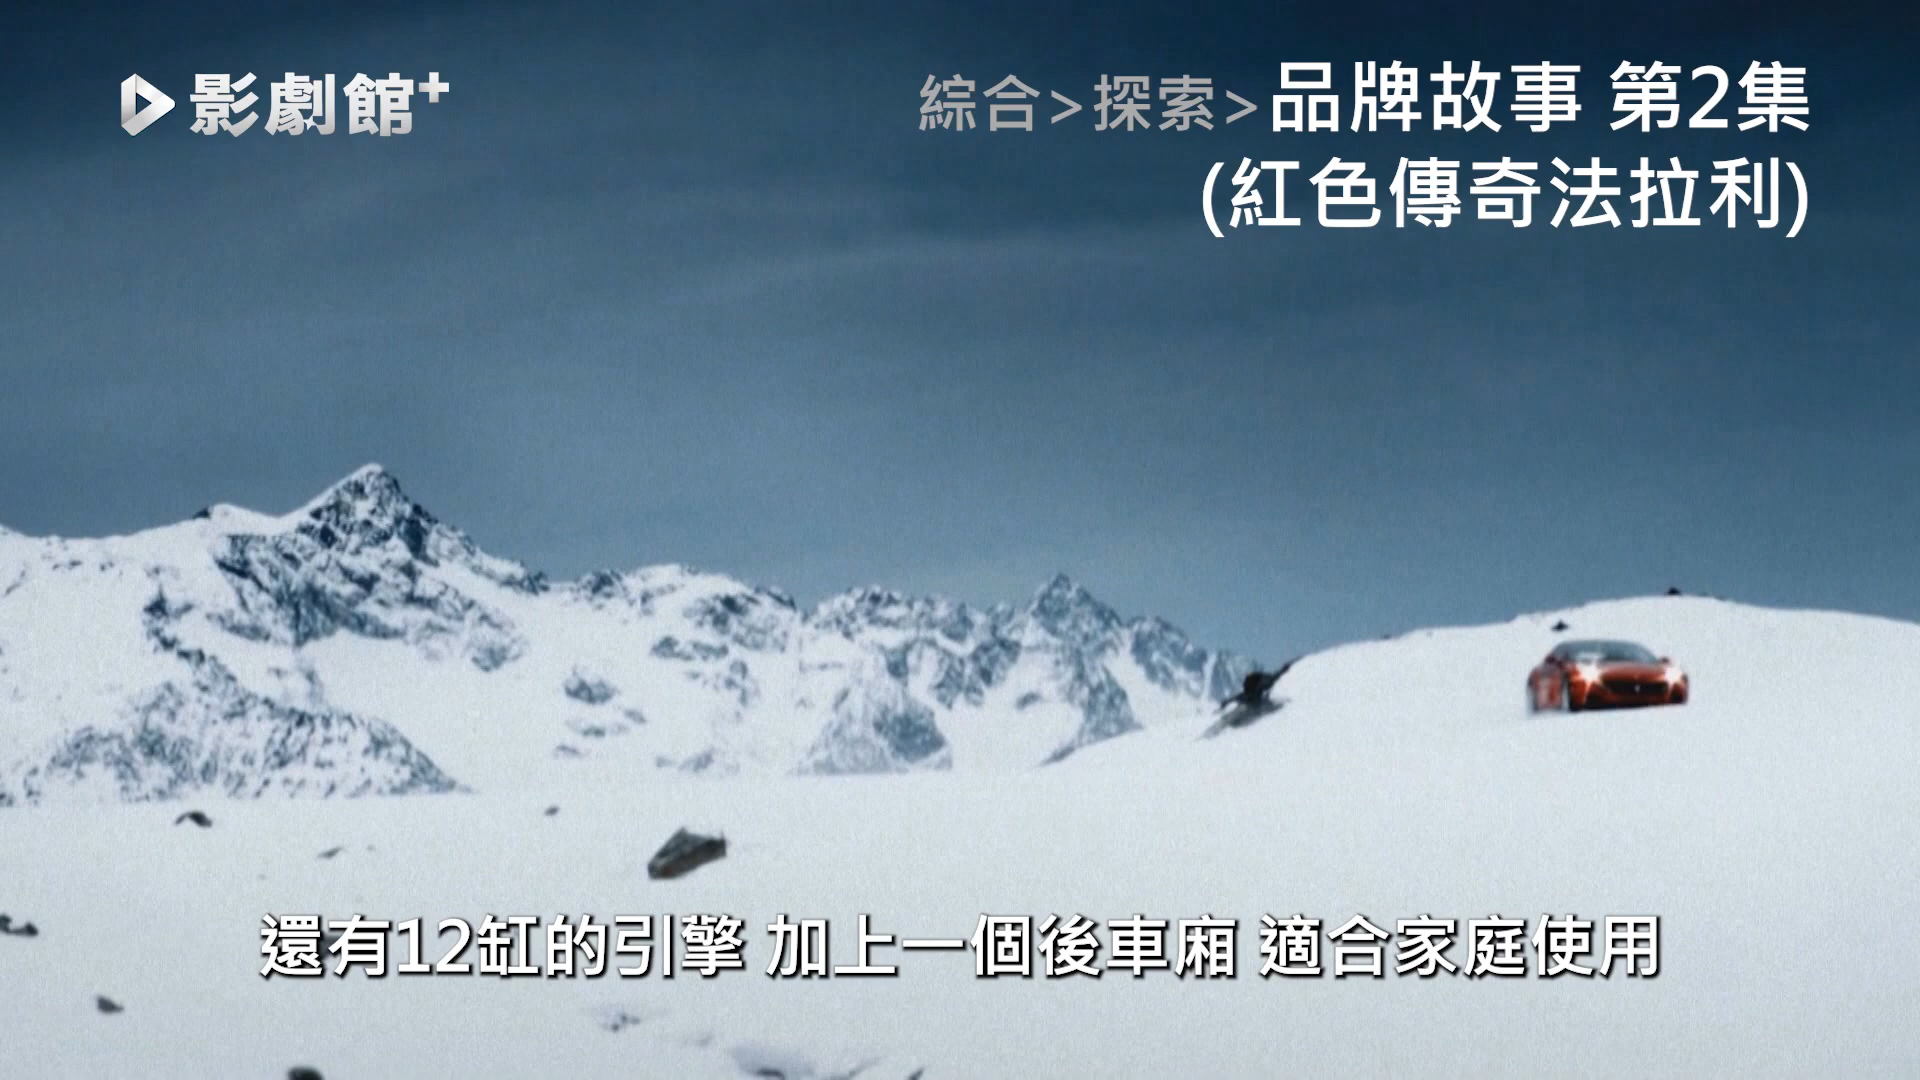 影劇館+
綜合>探索>品牌故事 第2集
(紅色傳奇法拉利)
還有12缸的引擎 加上一個後車廂 適合家庭使用